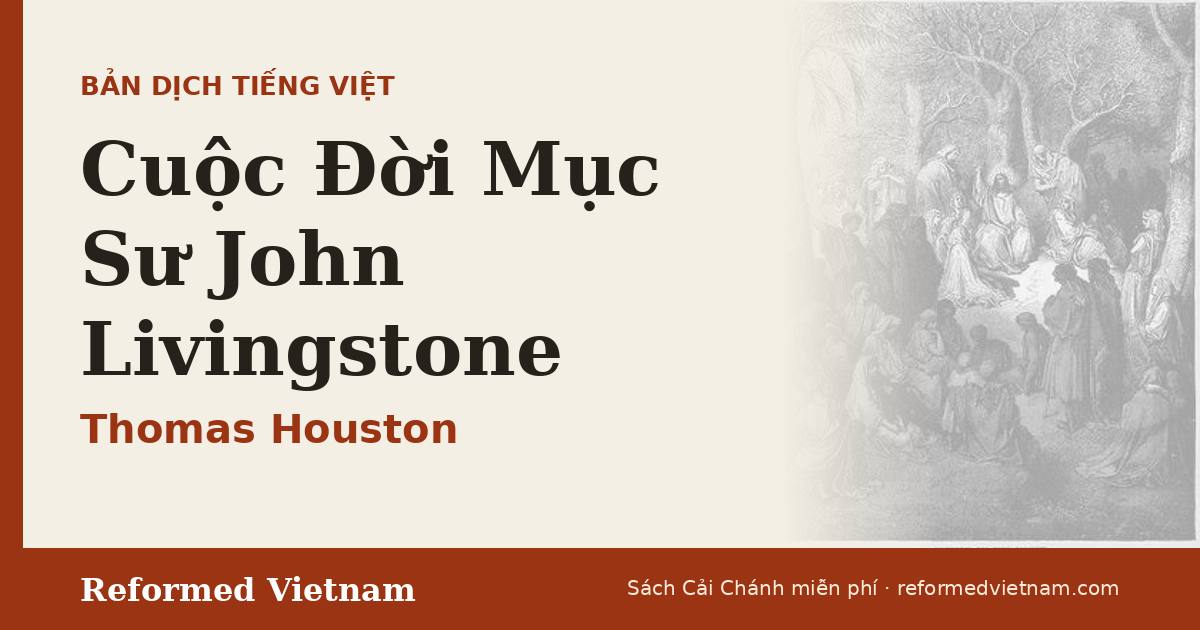 BẢN DỊCH TIẾNG VIỆT
Cuộc Đời Mục
Sư John
Livingstone
Thomas Houston
Reformed Vietnam
Sách Cải Chánh miễn phí · reformedvietnam.com